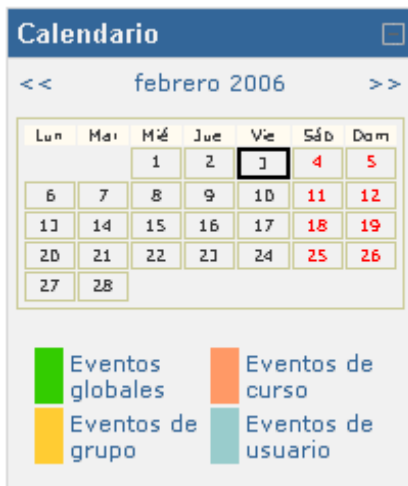 Calendario
<< febrero 2006 >>
Lun Mar Mié Jue Vie Sáb Dom
1 2 3 4 5
6 7 8 9 10 11 12
13 14 15 16 17 18 19
20 21 22 23 24 25 26
27 28
Eventos globales
Eventos de curso
Eventos de grupo
Eventos de usuario